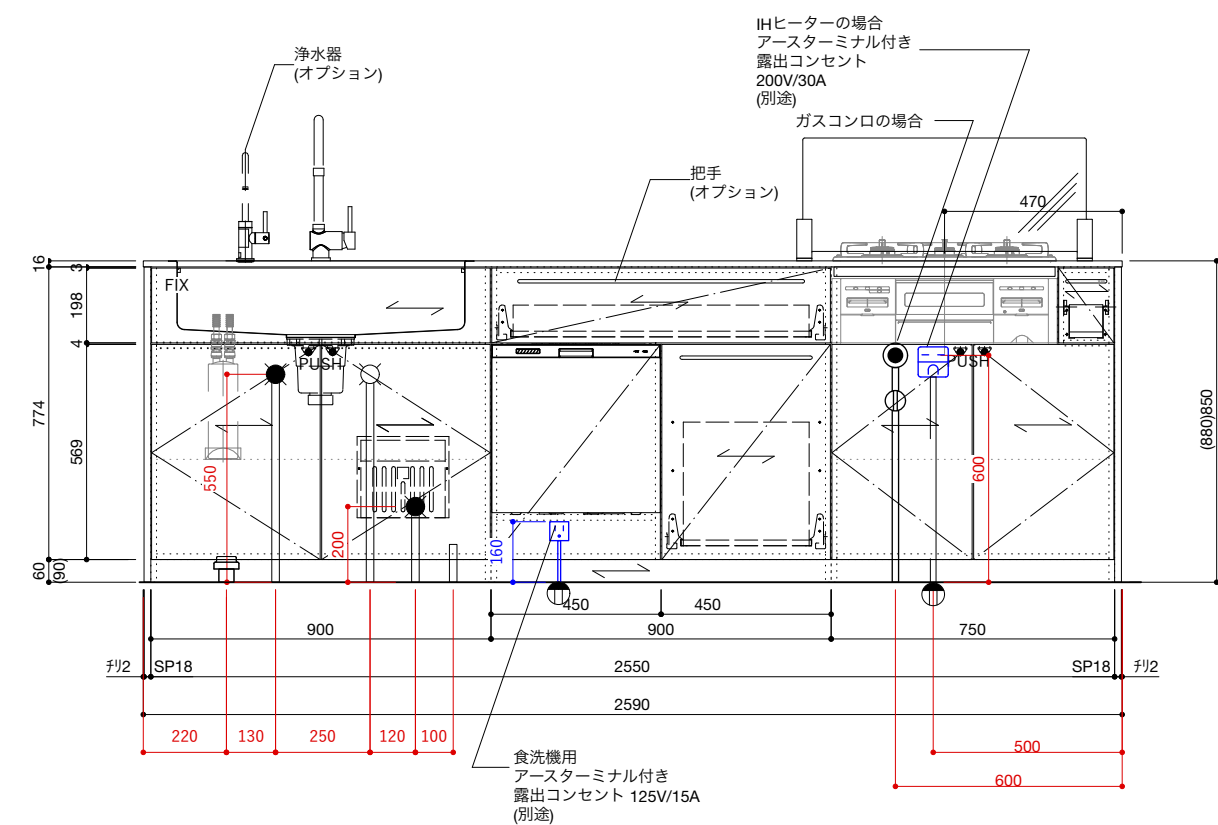 IHヒーターの場合
アースターミナル付き
露出コンセント
200V/30A
(別途)
浄水器
(オプション)
ガスコンロの場合
把手
(オプション)
470
16
3
FIX
198
4
PUSH
PUSH
774
569
550
600
(880)850
200
160
60
(90)
450
450
900
900
750
チリ2
SP18
2550
SP18
チリ2
2590
220
130
250
120
100
500
600
食洗機用
アースターミナル付き
露出コンセント 125V/15A
(別途)